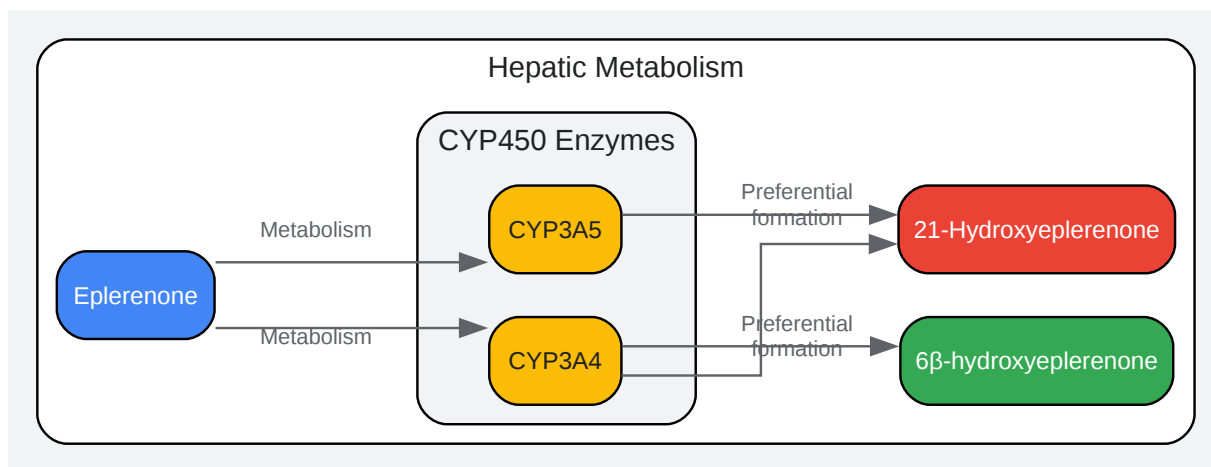 Hepatic Metabolism
CYP450 Enzymes
Eplerenone
Metabolism
Metabolism
CYP3A5
CYP3A4
Preferential
formation
Preferential
formation
21-Hydroxyeplerenone
6β-hydroxyeplerenone